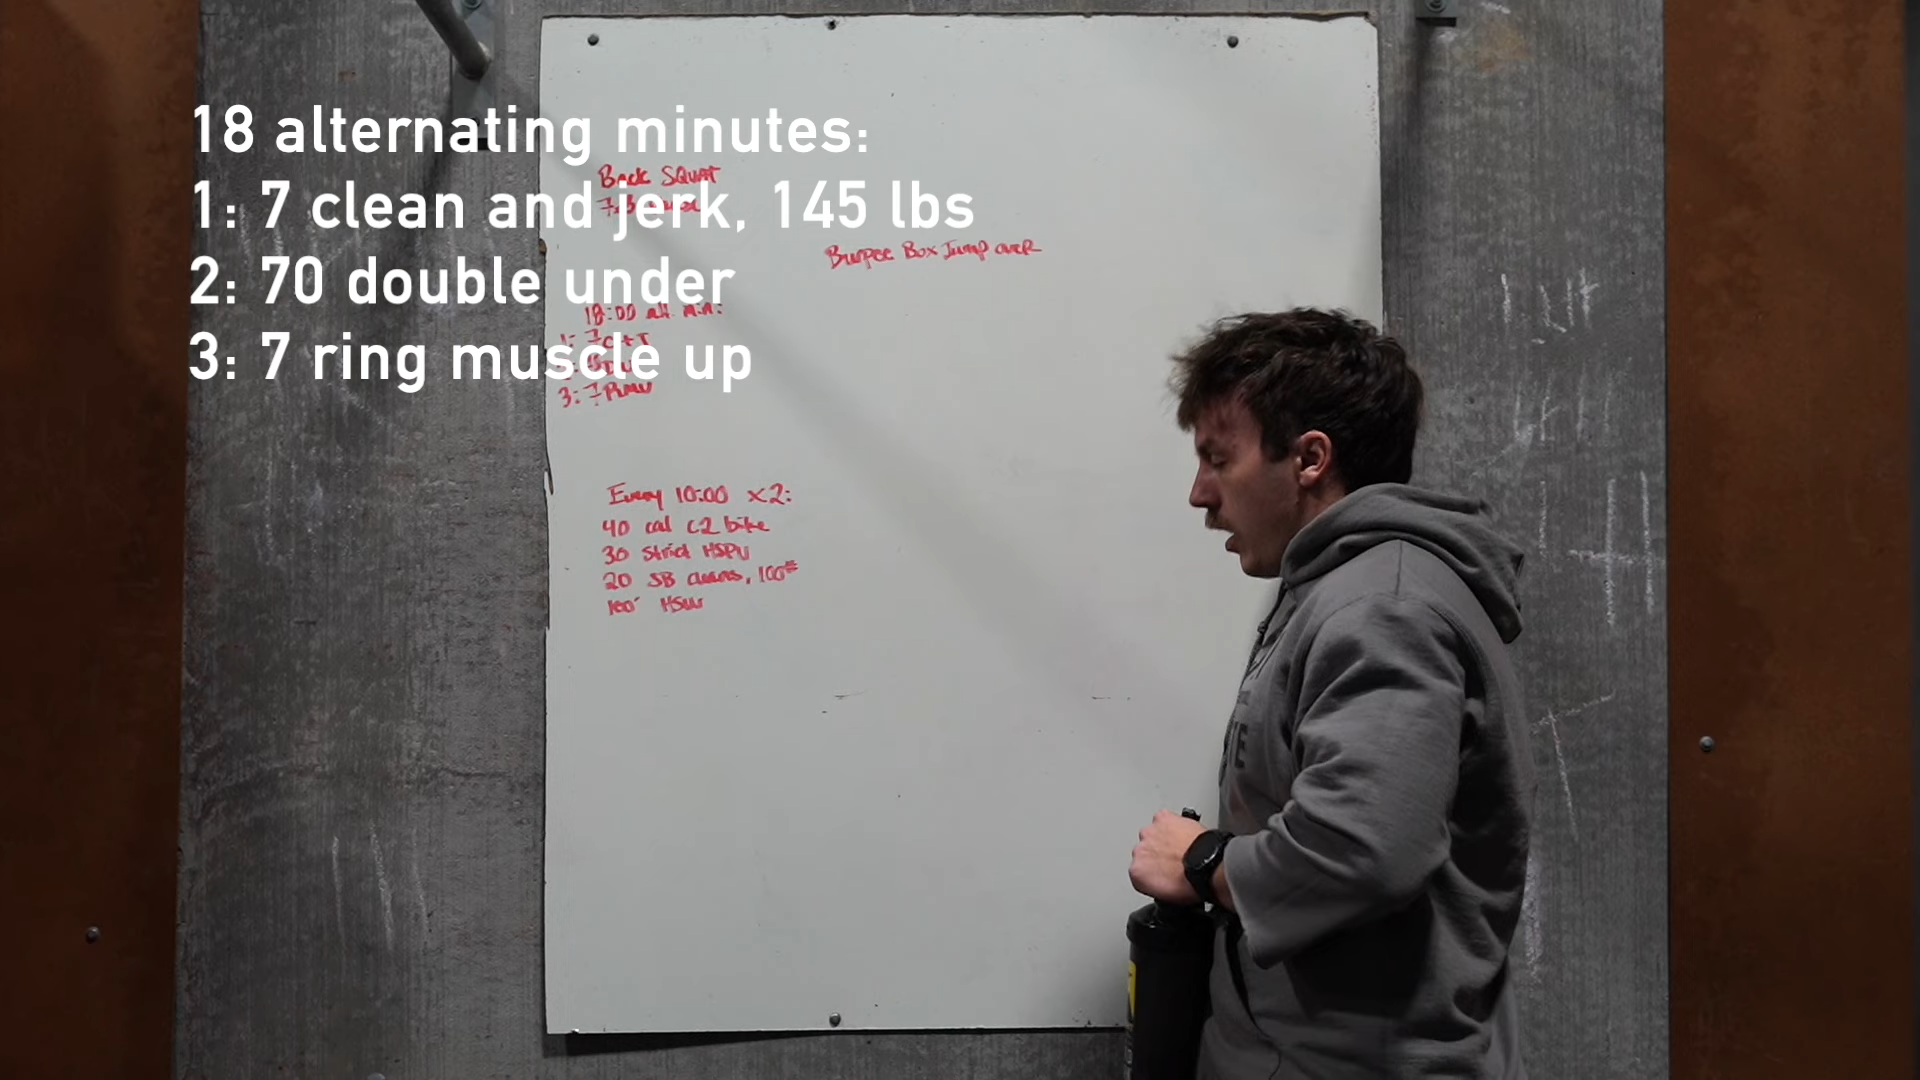 18 alternating minutes:
1: 7 clean and jerk, 145 lbs
2: 70 double under
3: 7 ring muscle up
Back SQUAT
Burpee Box Jump over
18:00 alt. min:
1: 7 C+J
3: 7 RMU
Every 10:00 x2:
40 cal C2 bike
30 Strict HSPU
20 SB cleans, 100#
100' HSW